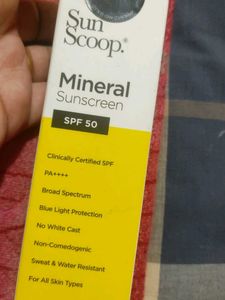 Sun
Scoop.®
Mineral
Sunscreen
SPF 50
Clinically Certified SPF
PA++++
Broad Spectrum
Blue Light Protection
No White Cast
Non-Comedogenic
Sweat & Water Resistant
For All Skin Types